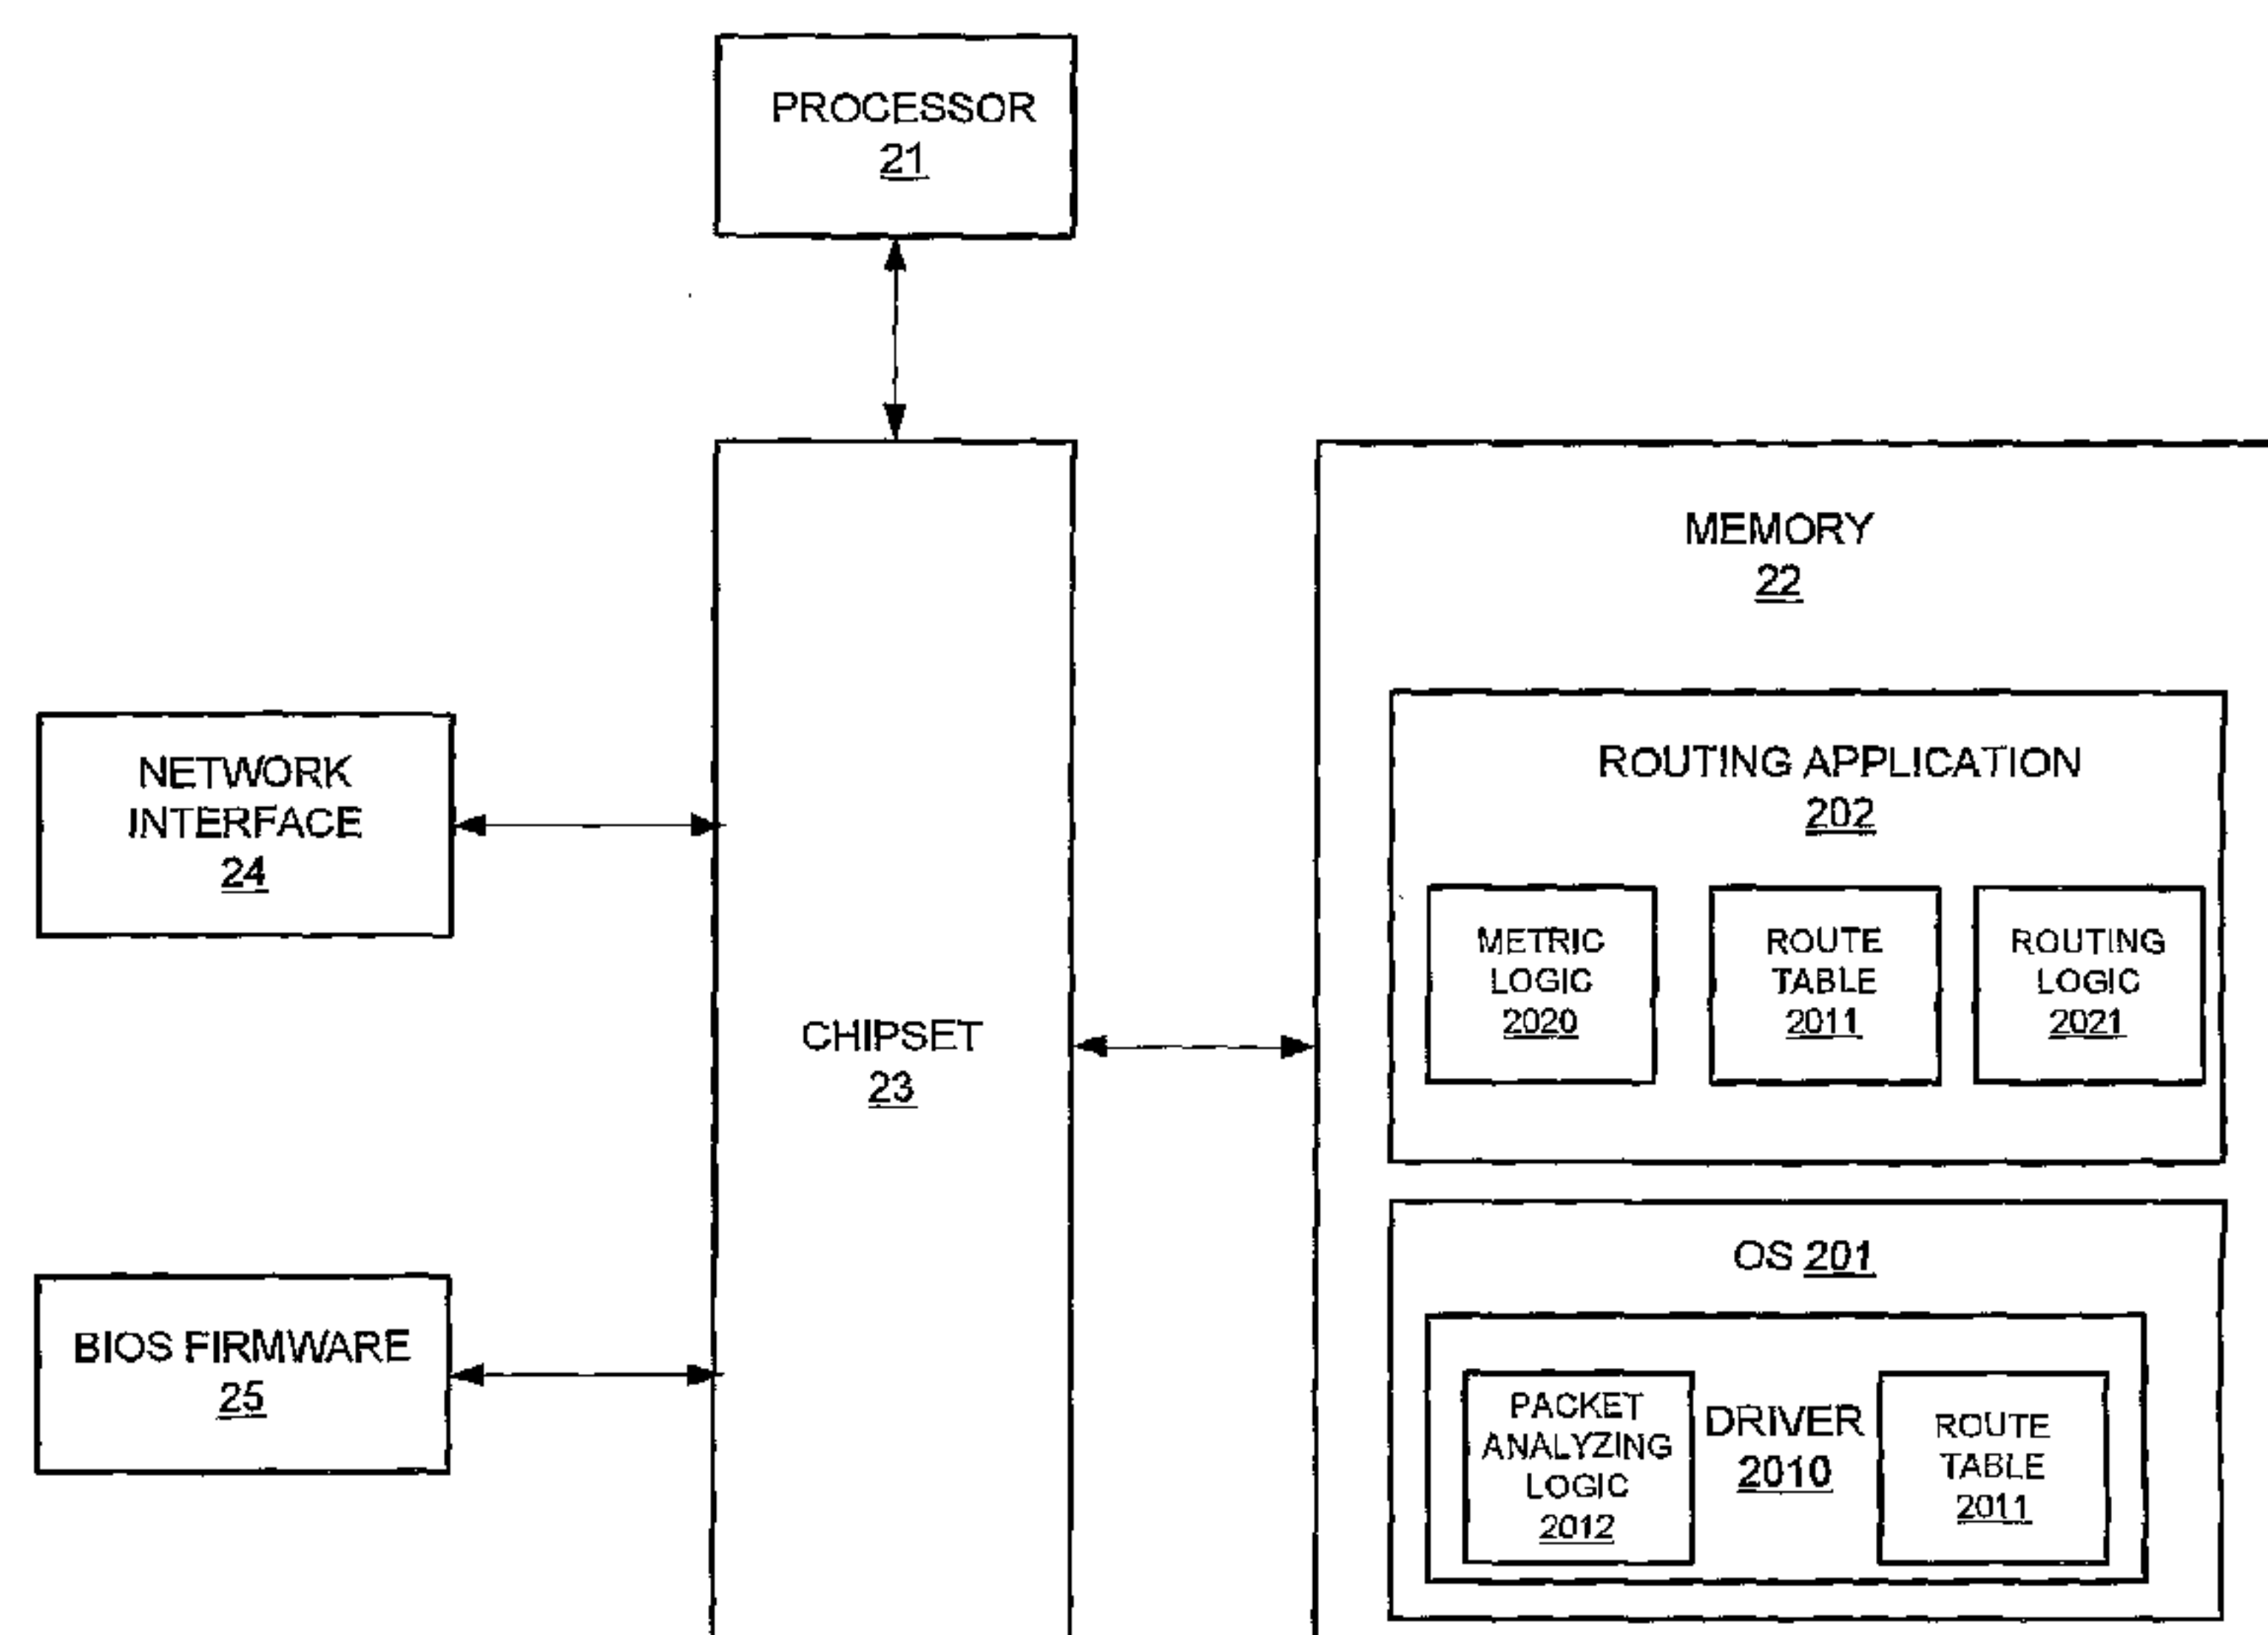 PROCESSOR
21
MEMORY
22
ROUTING APPLICATION
202
METRIC
LOGIC
2020
ROUTE
TABLE
2011
ROUTING
LOGIC
2021
NETWORK
INTERFACE
24
CHIPSET
23
BIOS FIRMWARE
25
OS 201
PACKET
ANALYZING
LOGIC
2012
DRIVER
2010
ROUTE
TABLE
2011